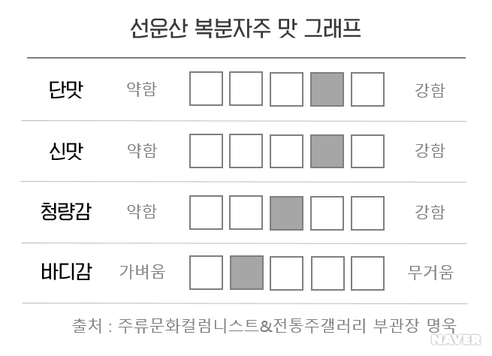 선운산 복분자주 맛 그래프
단맛 약함 강함
신맛 약함 강함
청량감 약함 강함
바디감 가벼움 무거움
출처 : 주류문화컬럼니스트&전통주갤러리 부관장 명욱
NAVER